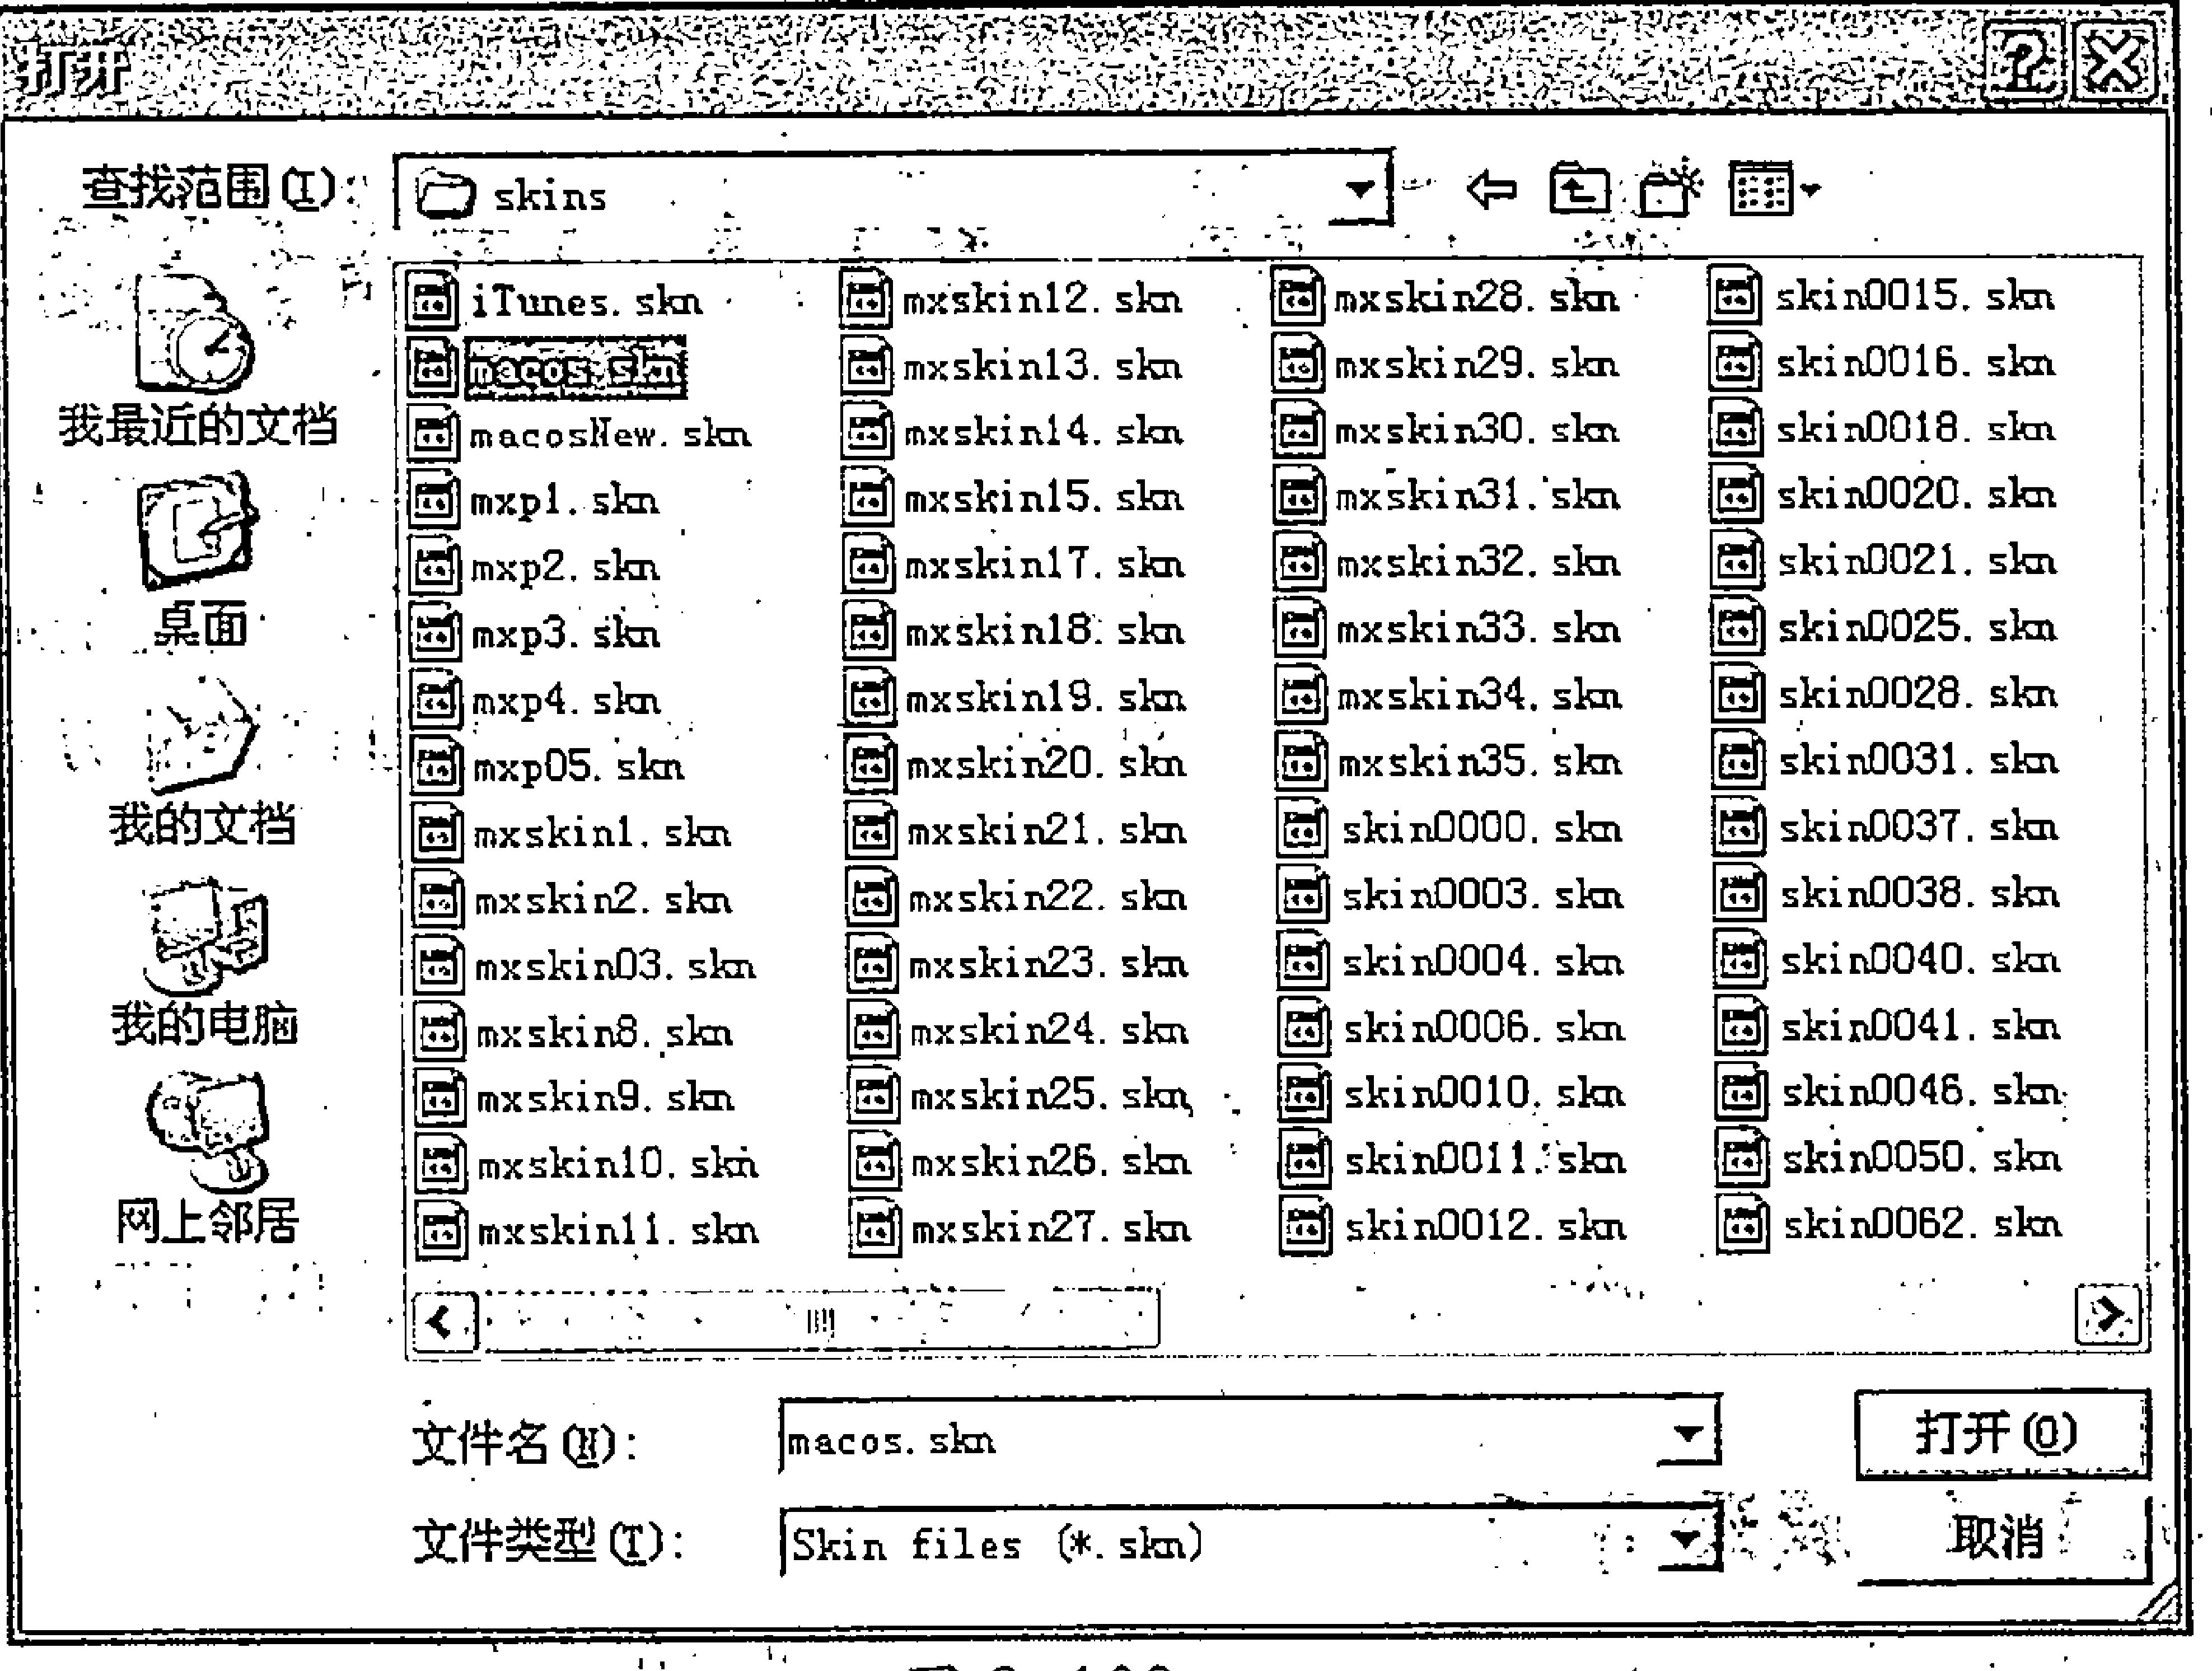 打开
查找范围(I):
skins
我最近的文档
桌面
我的文档
我的电脑
网上邻居
iTunes.skn
macos.skn
macosNew.skn
mxp1.skn
mxp2.skn
mxp3.skn
mxp4.skn
mxp05.skn
mxskin1.skn
mxskin2.skn
mxskin03.skn
mxskin8.skn
mxskin9.skn
mxskin10.skn
mxskin11.skn
mxskin12.skn
mxskin13.skn
mxskin14.skn
mxskin15.skn
mxskin17.skn
mxskin18.skn
mxskin19.skn
mxskin20.skn
mxskin21.skn
mxskin22.skn
mxskin23.skn
mxskin24.skn
mxskin25.skn
mxskin26.skn
mxskin27.skn
mxskin28.skn
mxskin29.skn
mxskin30.skn
mxskin31.skn
mxskin32.skn
mxskin33.skn
mxskin34.skn
mxskin35.skn
skin0000.skn
skin0003.skn
skin0004.skn
skin0006.skn
skin0010.skn
skin0011.skn
skin0012.skn
skin0015.skn
skin0016.skn
skin0018.skn
skin0020.skn
skin0021.skn
skin0025.skn
skin0028.skn
skin0031.skn
skin0037.skn
skin0038.skn
skin0040.skn
skin0041.skn
skin0046.skn
skin0050.skn
skin0062.skn
文件名(N):
macos.skn
打开(O)
文件类型(T):
Skin files (*.skn)
取消